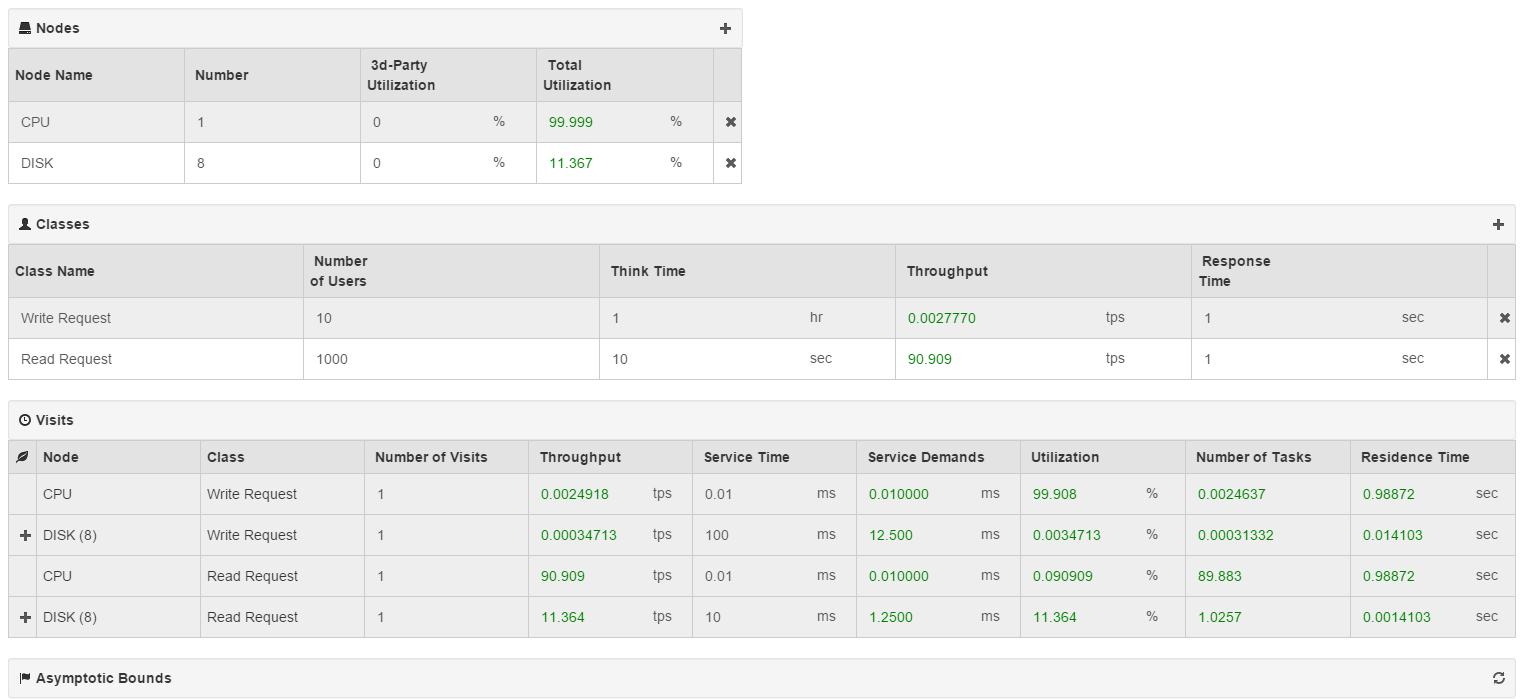 Nodes
Node Name Number 3d-Party Utilization Total Utilization
CPU 1 0 % 99.999 %
DISK 8 0 % 11.367 %
Classes
Class Name Number of Users Think Time Throughput Response Time
Write Request 10 1 hr 0.0027770 tps 1 sec
Read Request 1000 10 sec 90.909 tps 1 sec
Visits
Node Class Number of Visits Throughput Service Time Service Demands Utilization Number of Tasks Residence Time
CPU Write Request 1 0.0024918 tps 0.01 ms 0.010000 ms 99.908 % 0.0024637 0.98872 sec
DISK (8) Write Request 1 0.00034713 tps 100 ms 12.500 ms 0.0034713 % 0.00031332 0.014103 sec
CPU Read Request 1 90.909 tps 0.01 ms 0.010000 ms 0.090909 % 89.883 0.98872 sec
DISK (8) Read Request 1 11.364 tps 10 ms 1.2500 ms 11.364 % 1.0257 0.0014103 sec
Asymptotic Bounds